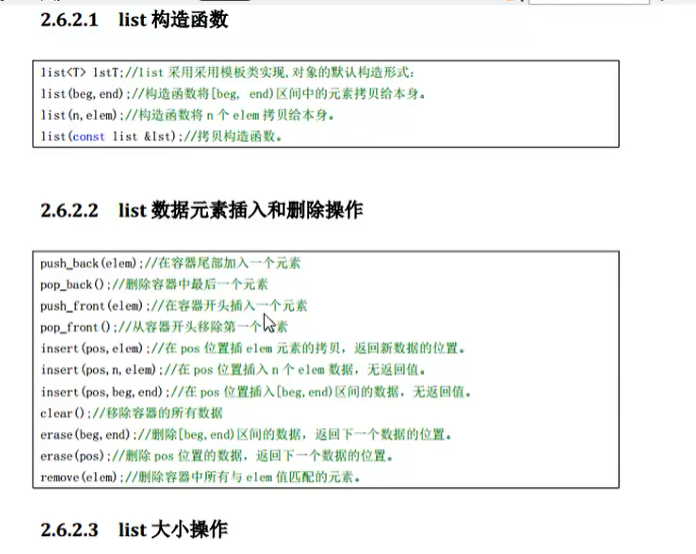 2.6.2.1 list 构造函数
list<T> lstT;//list 采用采用模板类实现,对象的默认构造形式:
list(beg,end);//构造函数将[beg, end)区间中的元素拷贝给本身。
list(n,elem);//构造函数将 n 个 elem 拷贝给本身。
list(const list &lst);//拷贝构造函数。
2.6.2.2 list 数据元素插入和删除操作
push_back(elem);//在容器尾部加入一个元素
pop_back();//删除容器中最后一个元素
push_front(elem);//在容器开头插入一个元素
pop_front();//从容器开头移除第一个元素
insert(pos,elem);//在 pos 位置插 elem 元素的拷贝，返回新数据的位置。
insert(pos,n,elem);//在 pos 位置插入 n 个 elem 数据，无返回值。
insert(pos,beg,end);//在 pos 位置插入[beg,end)区间的数据，无返回值。
clear();//移除容器的所有数据
erase(beg,end);//删除[beg,end)区间的数据，返回下一个数据的位置。
erase(pos);//删除 pos 位置的数据，返回下一个数据的位置。
remove(elem);//删除容器中所有与 elem 值匹配的元素。
2.6.2.3 list 大小操作